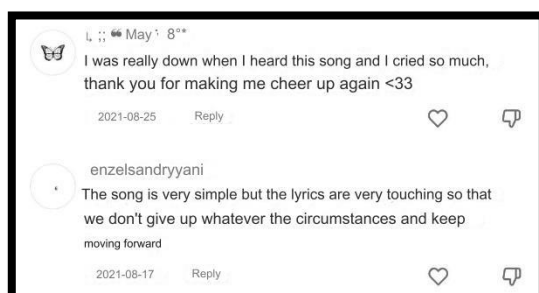 ι, ;; ❝ May ˋ 8°*
I was really down when I heard this song and I cried so much,
thank you for making me cheer up again <33
2021-08-25 Reply
enzelsandryyani
The song is very simple but the lyrics are very touching so that
we don't give up whatever the circumstances and keep
moving forward
2021-08-17 Reply